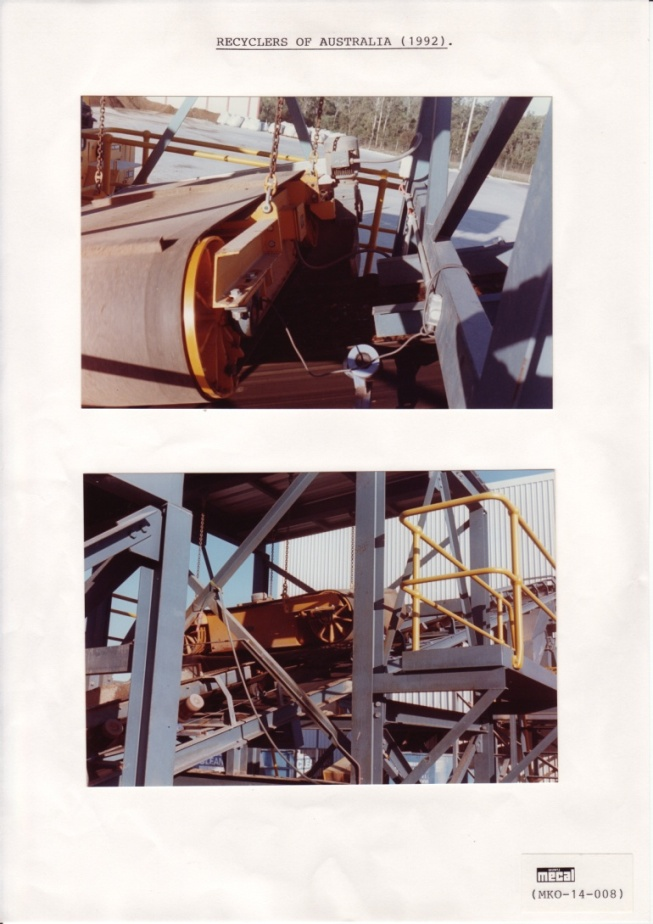 RECYCLERS OF AUSTRALIA (1992).
mecal
(MKO-14-008)